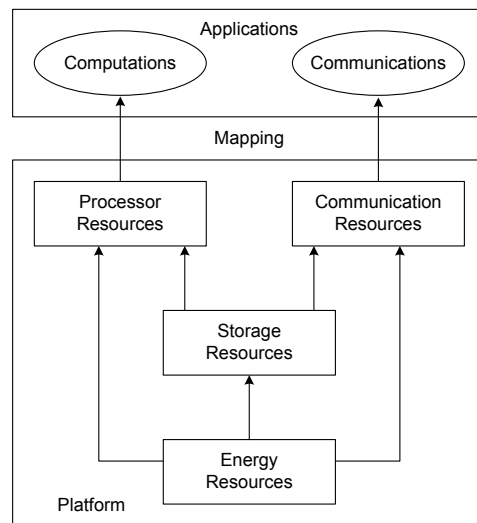 Applications
Computations
Communications
Mapping
Processor
Resources
Communication
Resources
Storage
Resources
Energy
Resources
Platform